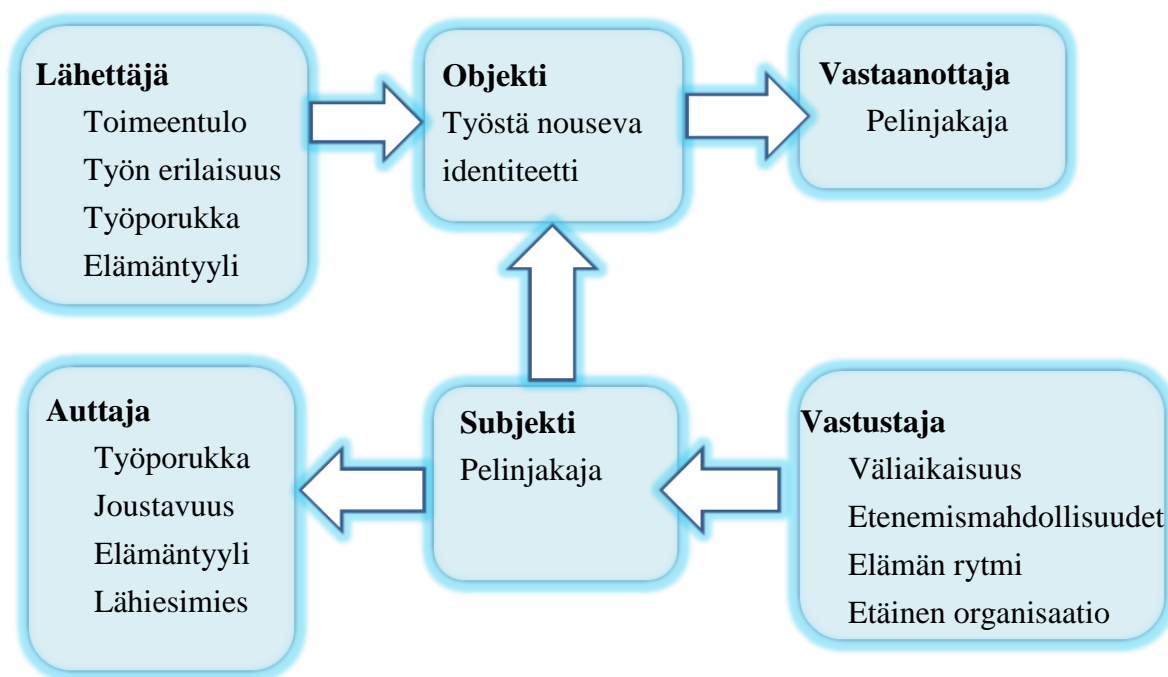 Lähettäjä
Toimeentulo
Työn erilaisuus
Työporukka
Elämäntyyli
Objekti
Työstä nouseva
identiteetti
Vastaanottaja
Pelinjakaja
Auttaja
Työporukka
Joustavuus
Elämäntyyli
Lähiesimies
Subjekti
Pelinjakaja
Vastustaja
Väliaikaisuus
Etenemismahdollisuudet
Elämän rytmi
Etäinen organisaatio